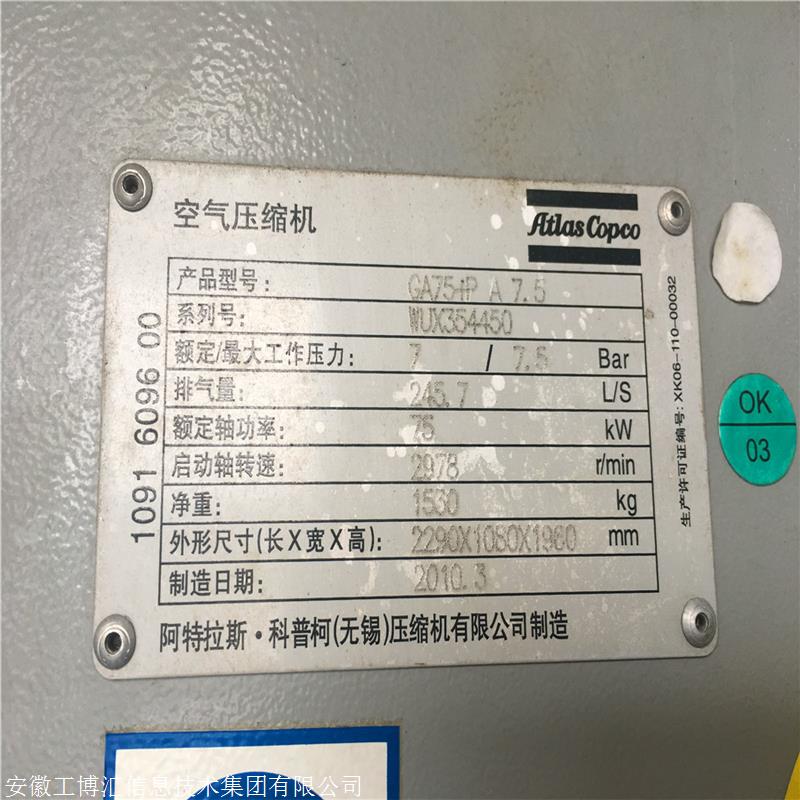 空气压缩机
Atlas Copco
产品型号: GA75+P A 7.5
系列号: WUX354450
额定/最大工作压力: 7 / 7.5 Bar
排气量: 245.7 L/S
额定轴功率: 75 kW
启动轴转速: 2978 r/min
净重: 1530 kg
外形尺寸(长X宽X高): 2290X1080X1960 mm
制造日期: 2010.3
阿特拉斯·科普柯(无锡)压缩机有限公司制造
1091 6096 00
生产许可证编号: XK06-110-00032
OK
03
安徽工博汇信息技术集团有限公司